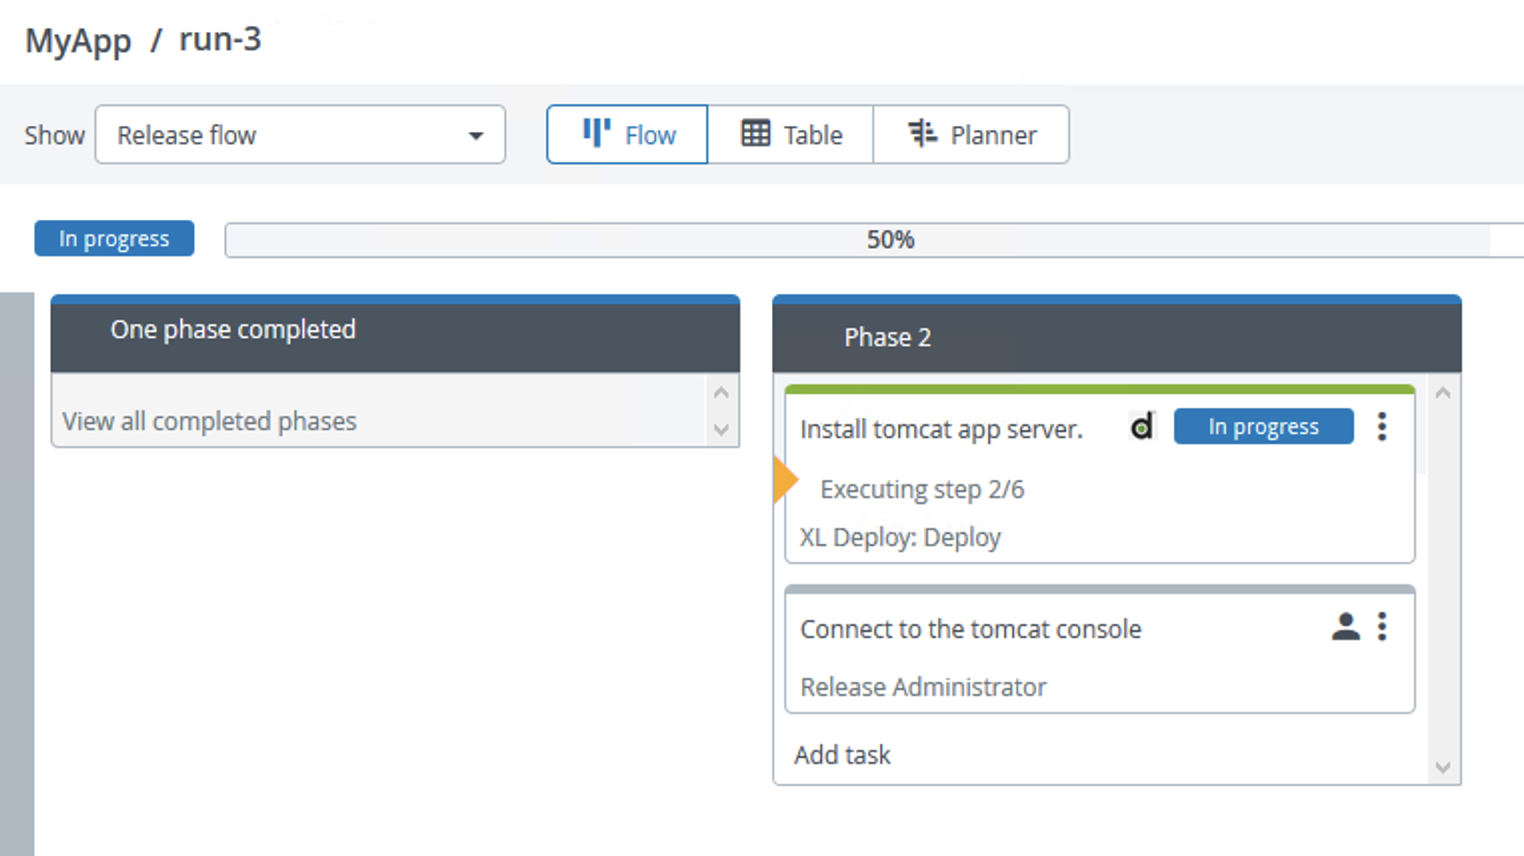 MyApp / run-3
Show Release flow Flow Table Planner
In progress 50%
One phase completed
View all completed phases
Phase 2
Install tomcat app server. d In progress
Executing step 2/6
XL Deploy: Deploy
Connect to the tomcat console
Release Administrator
Add task